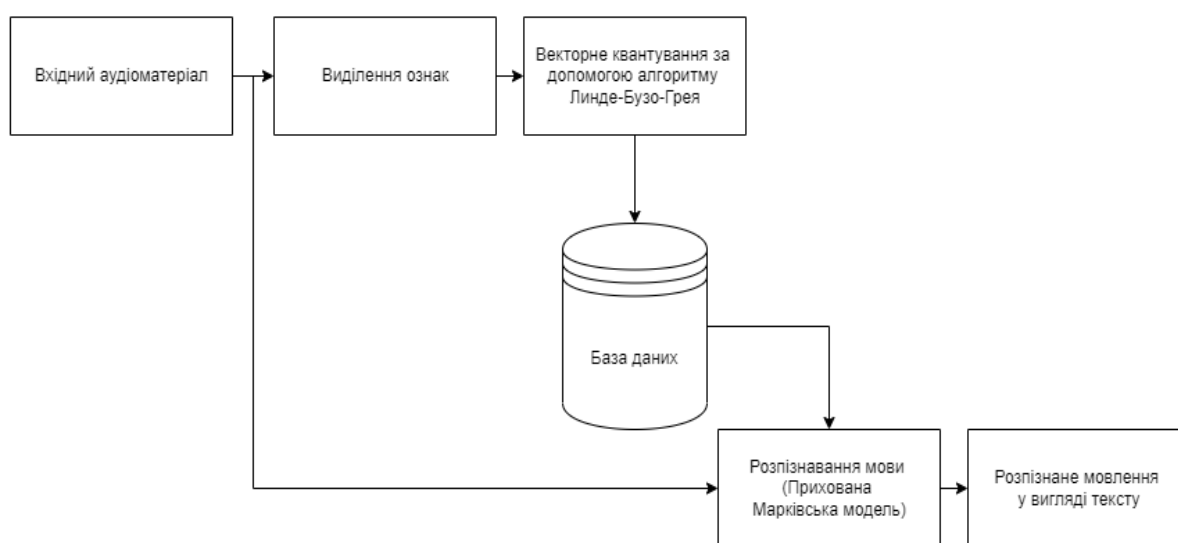 Вхідний аудіоматеріал
Виділення ознак
Векторне квантування за
допомогою алгоритму
Линде-Бузо-Грея
База даних
Розпізнавання мови
(Прихована
Марківська модель)
Розпізнане мовлення
у вигляді тексту